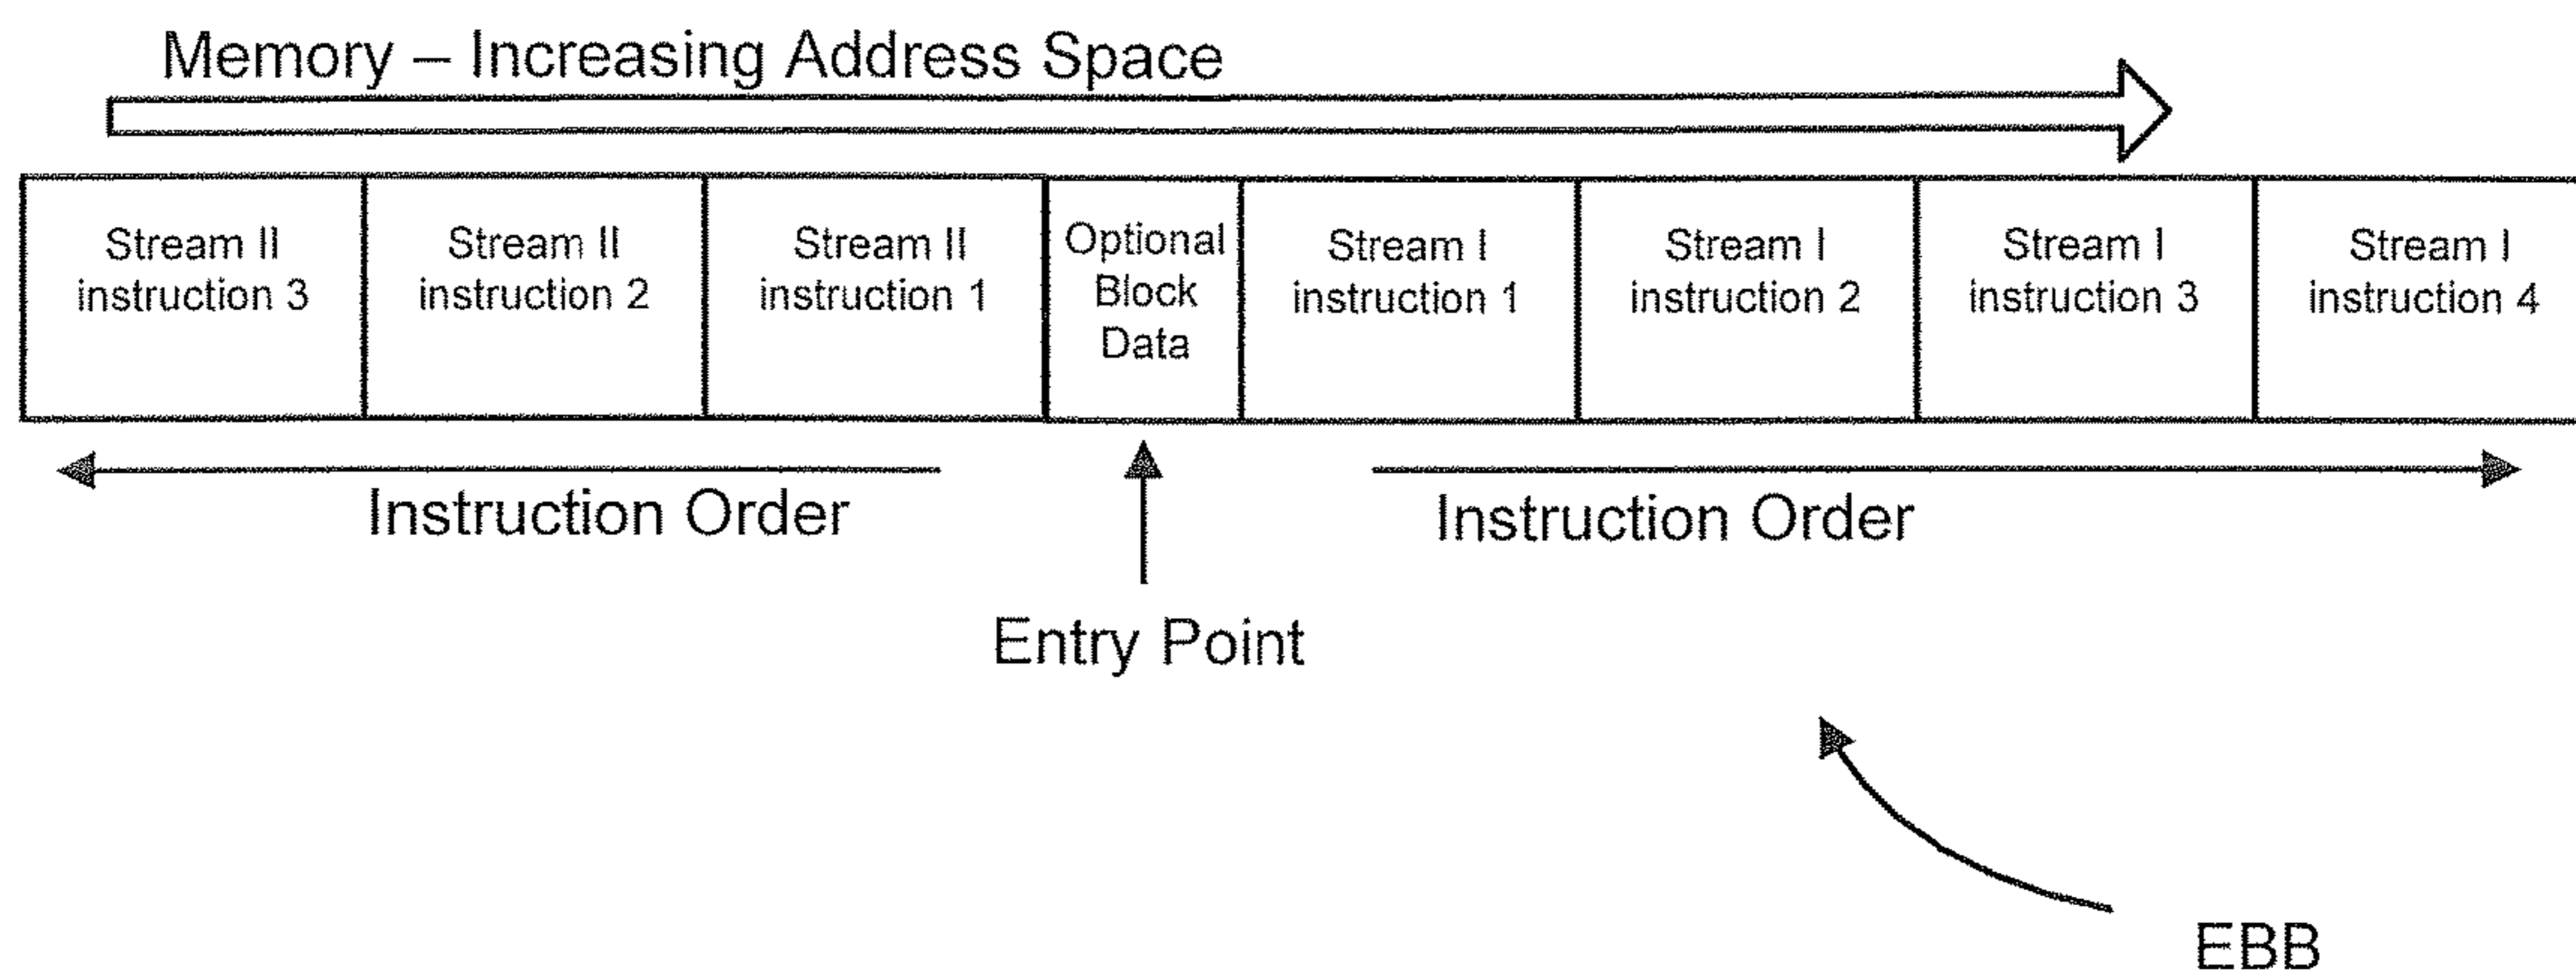 Memory – Increasing Address Space
Stream II
instruction 3
Stream II
instruction 2
Stream II
instruction 1
Optional
Block
Data
Stream I
instruction 1
Stream I
instruction 2
Stream I
instruction 3
Stream I
instruction 4
Instruction Order
Instruction Order
Entry Point
EBB